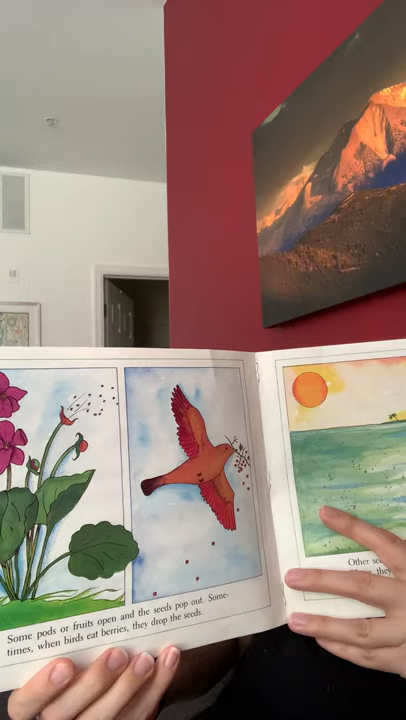 Some pods or fruits open and the seeds pop out. Some-
times, when birds eat berries, they drop the seeds.
Other
they